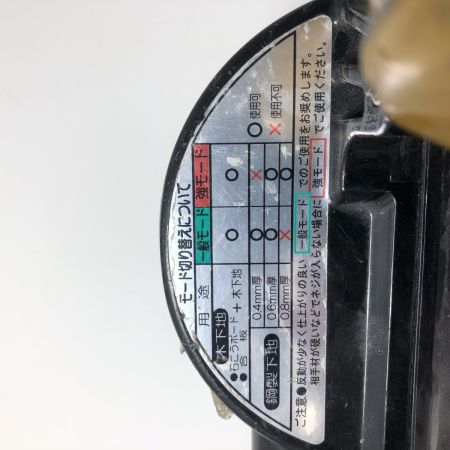 モード切り替えについて
用途 一般モード 強モード
木下地
●石こうボード + 木下地
●合板
○ ○
鋼製下地
0.4mm厚 ○ ×
0.6mm厚 ○ ○
0.8mm厚 × ○
○ 使用可
× 使用不可
ご注意●反動が少なく仕上がりの良い 一般モード でのご使用をお奨めします。
相手材が硬いなどでネジが入らない場合に 強モード でご使用ください。